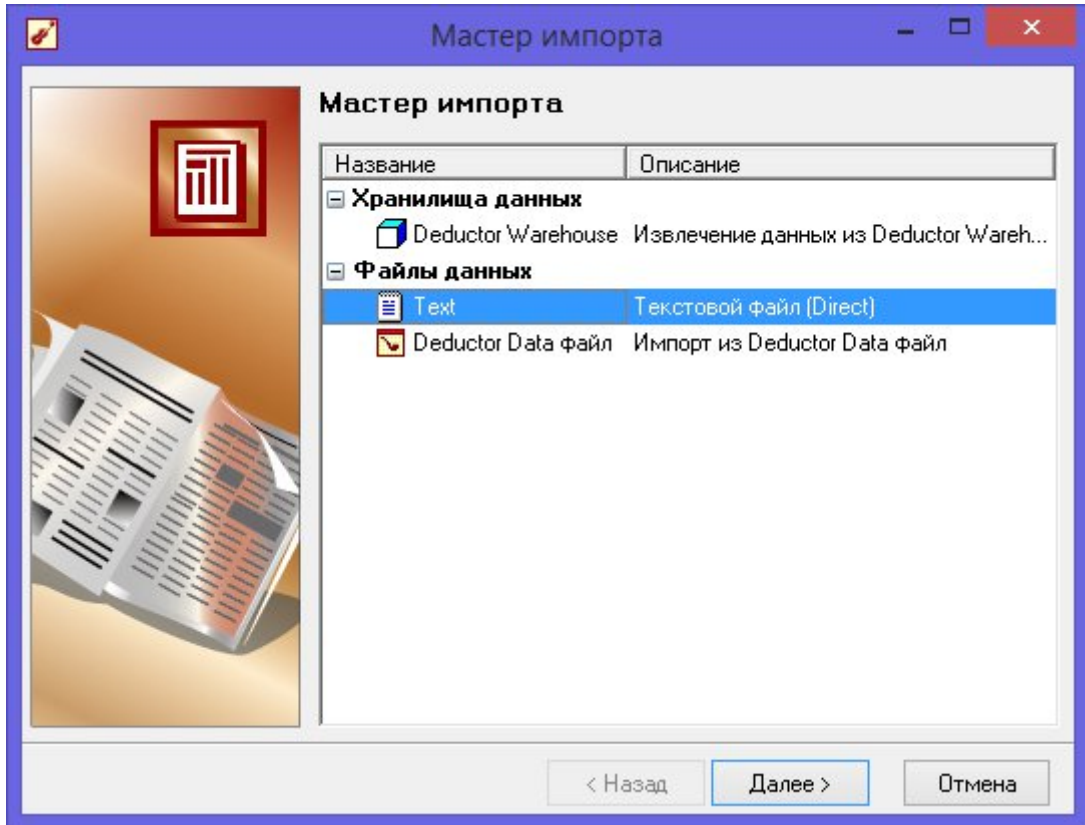 Мастер импорта
Мастер импорта
Название Описание
Хранилища данных
Deductor Warehouse Извлечение данных из Deductor Wareh...
Файлы данных
Text Текстовой файл (Direct)
Deductor Data файл Импорт из Deductor Data файл
< Назад Далее > Отмена